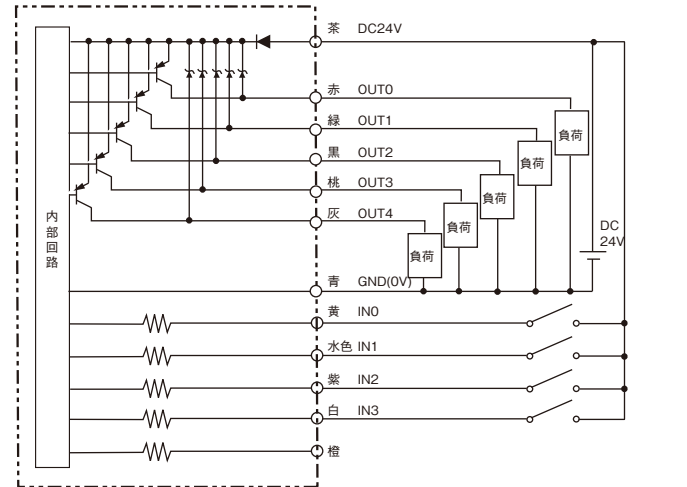 茶 DC24V
赤 OUT0
緑 OUT1
負荷
負荷
黒 OUT2
負荷
桃 OUT3
負荷
灰 OUT4
負荷
内部回路
DC
24V
青 GND(0V)
黄 IN0
水色 IN1
紫 IN2
白 IN3
橙